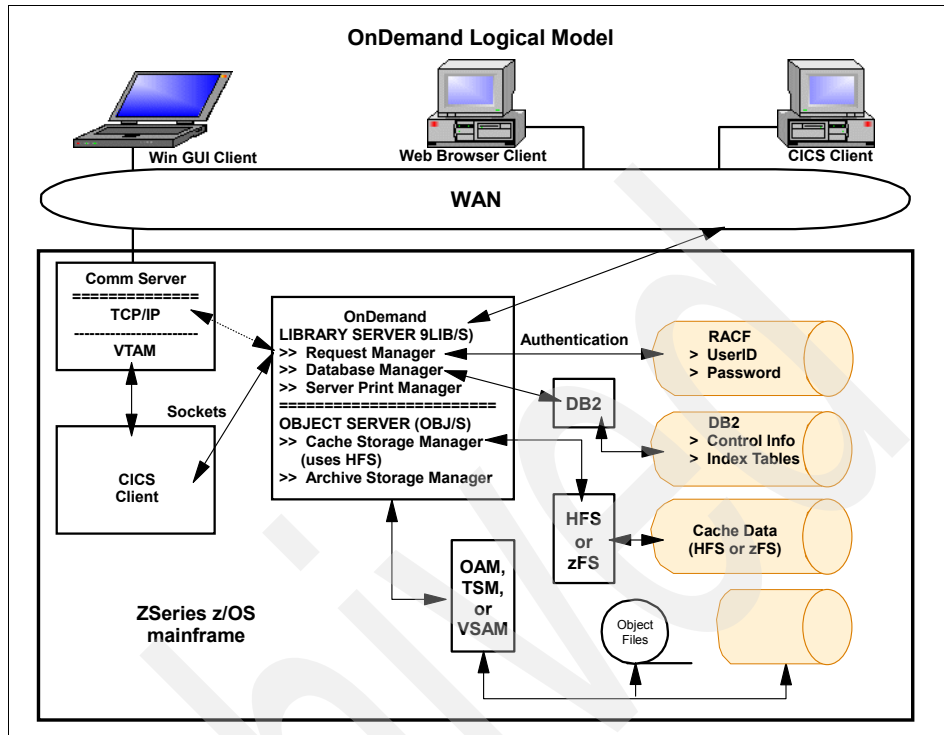 OnDemand Logical Model
Win GUI Client
Web Browser Client
CICS Client
WAN
Comm Server
==============
TCP/IP
------------------------
VTAM
Sockets
CICS
Client
OnDemand
LIBRARY SERVER 9LIB/S)
>> Request Manager
>> Database Manager
>> Server Print Manager
========================
OBJECT SERVER (OBJ/S)
>> Cache Storage Manager
(uses HFS)
>> Archive Storage Manager
Authentication
RACF
> UserID
> Password
DB2
DB2
> Control Info
> Index Tables
HFS
or
zFS
Cache Data
(HFS or zFS)
OAM,
TSM,
or
VSAM
Object
Files
ZSeries z/OS
mainframe
hived